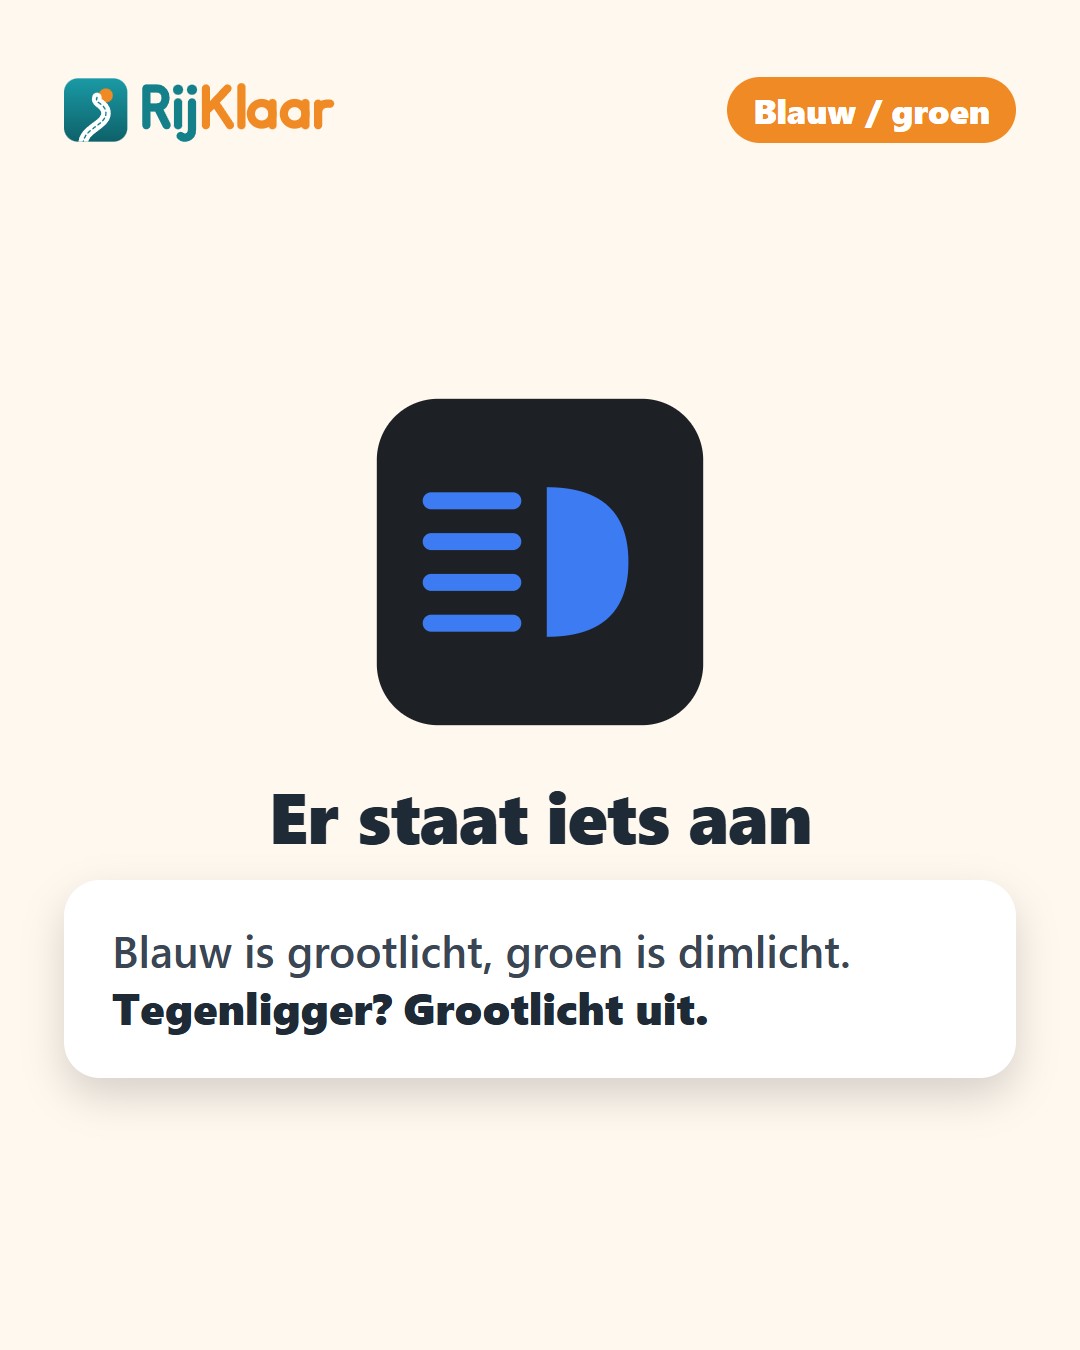 RijKlaar
Blauw / groen
Er staat iets aan
Blauw is grootlicht, groen is dimlicht.
Tegenligger? Grootlicht uit.